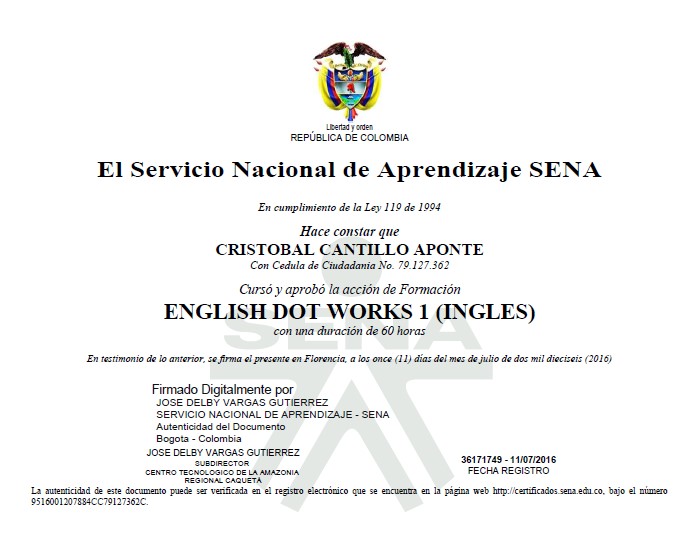 Libertad y orden
REPÚBLICA DE COLOMBIA
El Servicio Nacional de Aprendizaje SENA
En cumplimiento de la Ley 119 de 1994
Hace constar que
CRISTOBAL CANTILLO APONTE
Con Cedula de Ciudadania No. 79.127.362
Cursó y aprobó la acción de Formación
ENGLISH DOT WORKS 1 (INGLES)
SENA
con una duración de 60 horas
En testimonio de lo anterior, se firma el presente en Florencia, a los once (11) días del mes de julio de dos mil dieciseis (2016)
Firmado Digitalmente por
JOSE DELBY VARGAS GUTIERREZ
SERVICIO NACIONAL DE APRENDIZAJE - SENA
Autenticidad del Documento
Bogota - Colombia
JOSE DELBY VARGAS GUTIERREZ
SUBDIRECTOR
CENTRO TECNOLOGICO DE LA AMAZONIA
REGIONAL CAQUETÁ
36171749 - 11/07/2016
FECHA REGISTRO
La autenticidad de este documento puede ser verificada en el registro electrónico que se encuentra en la página web http://certificados.sena.edu.co, bajo el número
9516001207884CC79127362C.